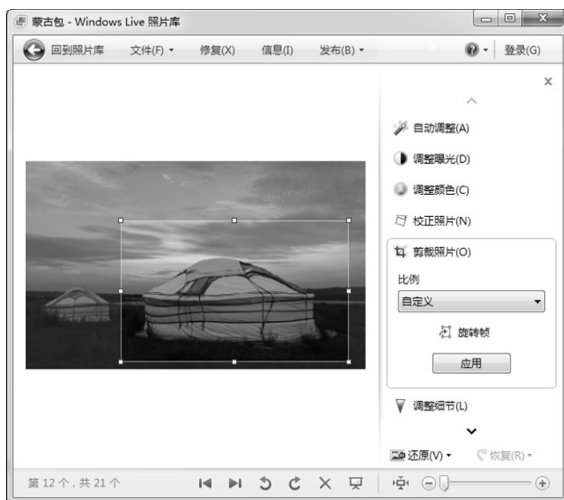 蒙古包 - Windows Live 照片库
回到照片库 文件(F) 修复(X) 信息(I) 发布(B) 登录(G)
自动调整(A)
调整曝光(D)
调整颜色(C)
校正照片(N)
剪裁照片(O)
比例
自定义
旋转帧
应用
调整细节(L)
还原(V) 恢复(R)
第 12 个，共 21 个